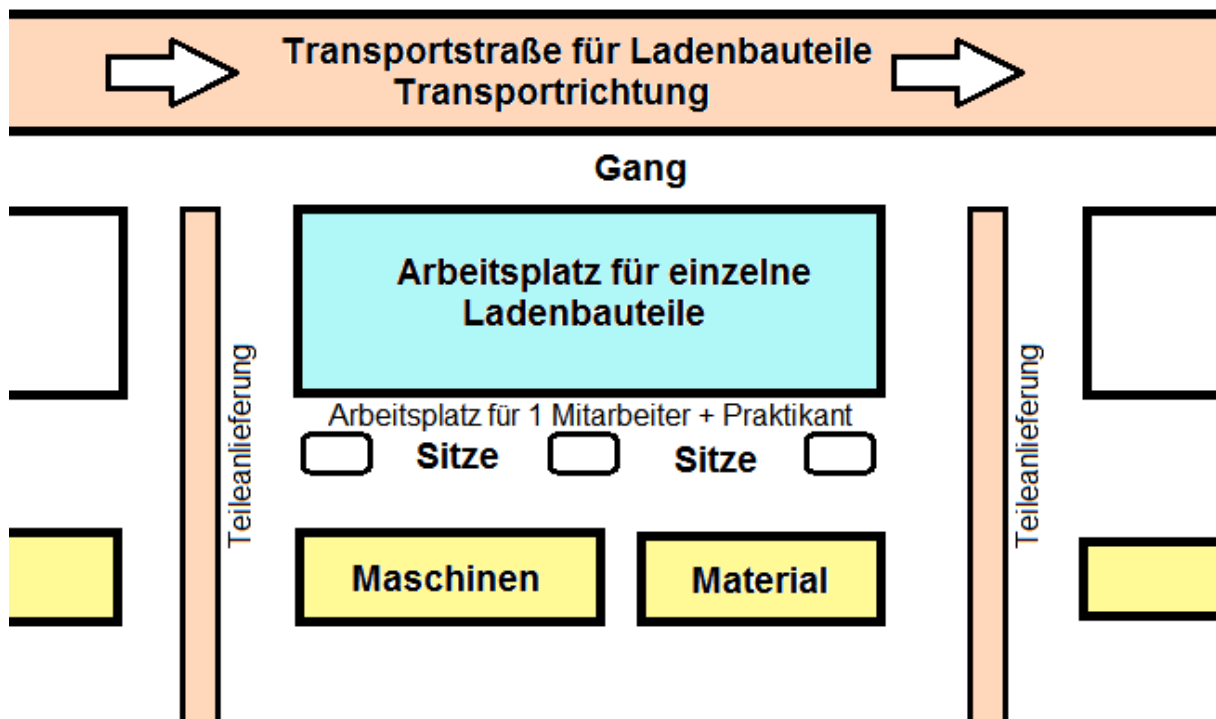 Transportstraße für Ladenbauteile
Transportrichtung
Gang
Arbeitsplatz für einzelne
Ladenbauteile
Teileanlieferung
Teileanlieferung
Arbeitsplatz für 1 Mitarbeiter + Praktikant
Sitze
Sitze
Maschinen
Material